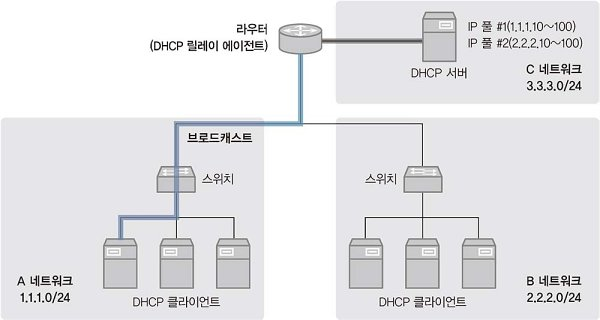 라우터
(DHCP 릴레이 에이전트)
IP 풀 #1(1.1.1.10~100)
IP 풀 #2(2.2.2.10~100)
DHCP 서버
C 네트워크
3.3.3.0/24
브로드캐스트
스위치
스위치
A 네트워크
1.1.1.0/24
DHCP 클라이언트
DHCP 클라이언트
B 네트워크
2.2.2.0/24